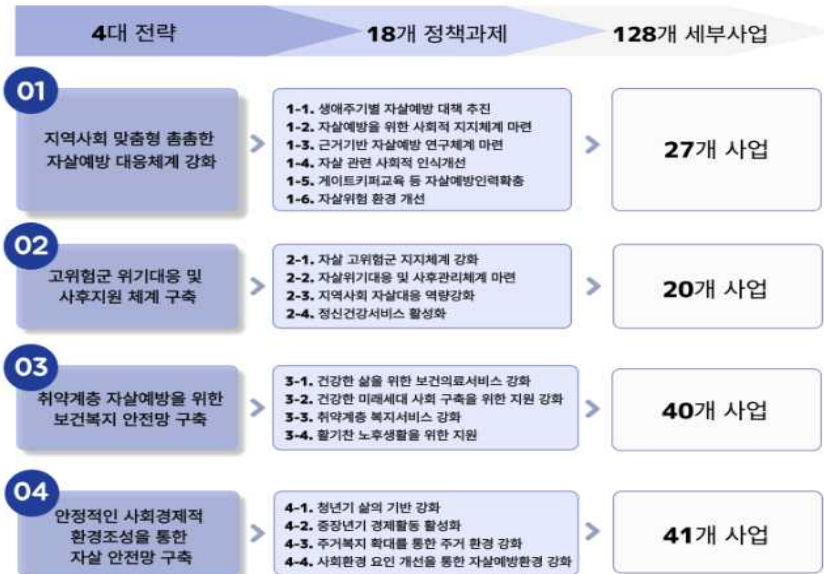 4대 전략
18개 정책과제
128개 세부사업
01
지역사회 맞춤형 촘촘한
자살예방 대응체계 강화
1-1. 생애주기별 자살예방 대책 추진
1-2. 자살예방을 위한 사회적 지지체계 마련
1-3. 근거기반 자살예방 연구체계 마련
1-4. 자살 관련 사회적 인식개선
1-5. 게이트키퍼교육 등 자살예방인력확충
1-6. 자살위험 환경 개선
27개 사업
02
고위험군 위기대응 및
사후지원 체계 구축
2-1. 자살 고위험군 지지체계 강화
2-2. 자살위기대응 및 사후관리체계 마련
2-3. 지역사회 자살대응 역량강화
2-4. 정신건강서비스 활성화
20개 사업
03
취약계층 자살예방을 위한
보건복지 안전망 구축
3-1. 건강한 삶을 위한 보건의료서비스 강화
3-2. 건강한 미래세대 사회 구축을 위한 지원 강화
3-3. 취약계층 복지서비스 강화
3-4. 활기찬 노후생활을 위한 지원
40개 사업
04
안정적인 사회경제적
환경조성을 통한
자살 안전망 구축
4-1. 청년기 삶의 기반 강화
4-2. 중장년기 경제활동 활성화
4-3. 주거복지 확대를 통한 주거 환경 강화
4-4. 사회환경 요인 개선을 통한 자살예방환경 강화
41개 사업